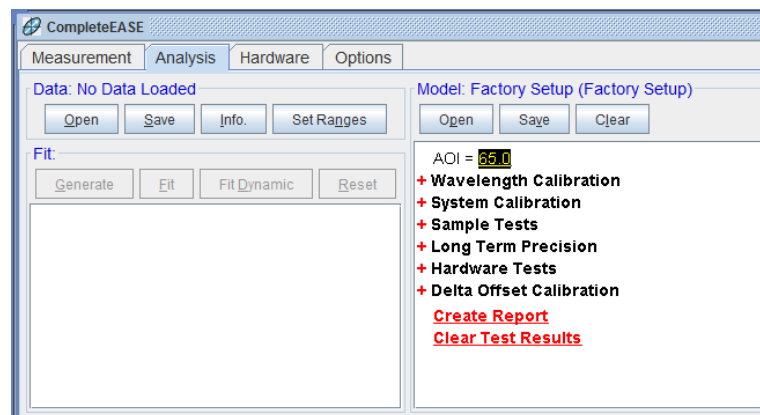 CompleteEASE
Measurement Analysis Hardware Options
Data: No Data Loaded
Open Save Info. Set Ranges
Fit:
Generate Fit Fit Dynamic Reset
Model: Factory Setup (Factory Setup)
Open Save Clear
AOI = 65.0
+ Wavelength Calibration
+ System Calibration
+ Sample Tests
+ Long Term Precision
+ Hardware Tests
+ Delta Offset Calibration
Create Report
Clear Test Results